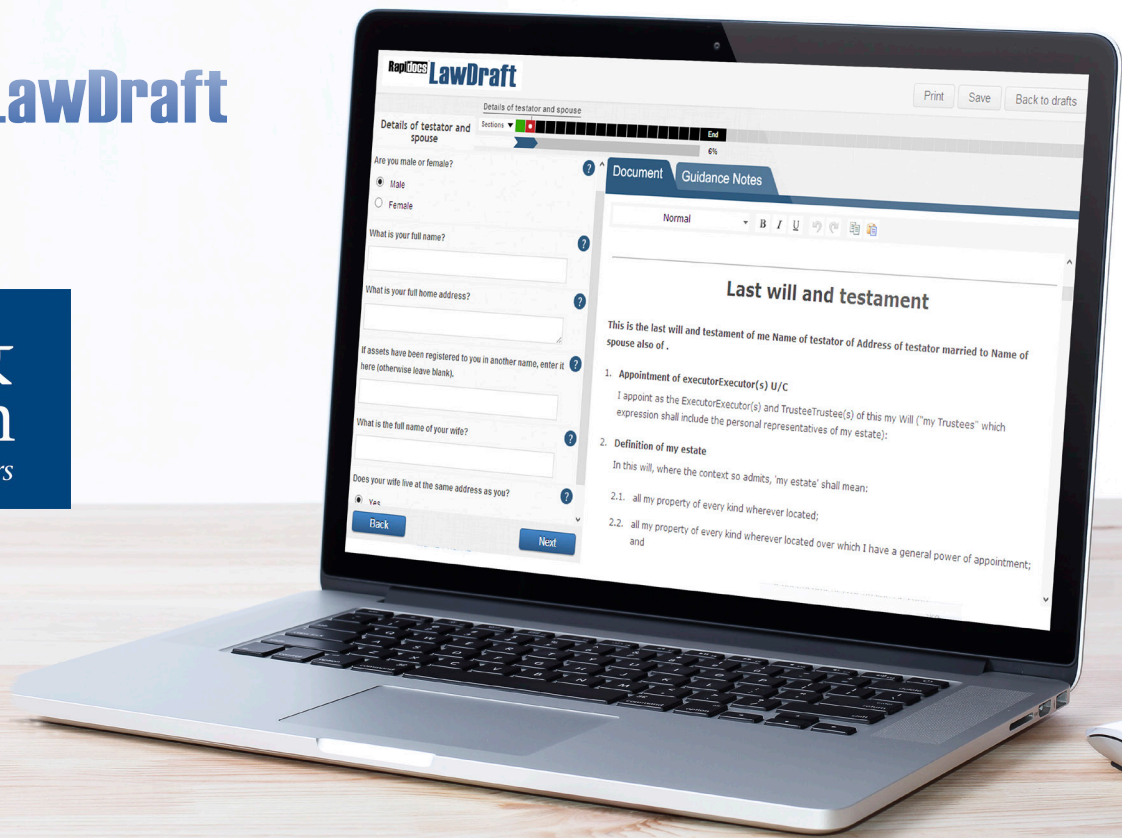 LawDraft
rs
Rapidocs LawDraft
Print
Save
Back to drafts
Details of testator and spouse
Details of testator and
spouse
Sections
End
6%
Are you male or female?
Male
Female
What is your full name?
What is your full home address?
If assets have been registered to you in another name, enter it
here (otherwise leave blank).
What is the full name of your wife?
Does your wife live at the same address as you?
Yes
Back
Next
Document
Guidance Notes
Normal
B I U
Last will and testament
This is the last will and testament of me Name of testator of Address of testator married to Name of
spouse also of .
1. Appointment of executorExecutor(s) U/C
I appoint as the ExecutorExecutor(s) and TrusteeTrustee(s) of this my Will ("my Trustees" which
expression shall include the personal representatives of my estate):
2. Definition of my estate
In this will, where the context so admits, 'my estate' shall mean:
2.1. all my property of every kind wherever located;
2.2. all my property of every kind wherever located over which I have a general power of appointment;
and